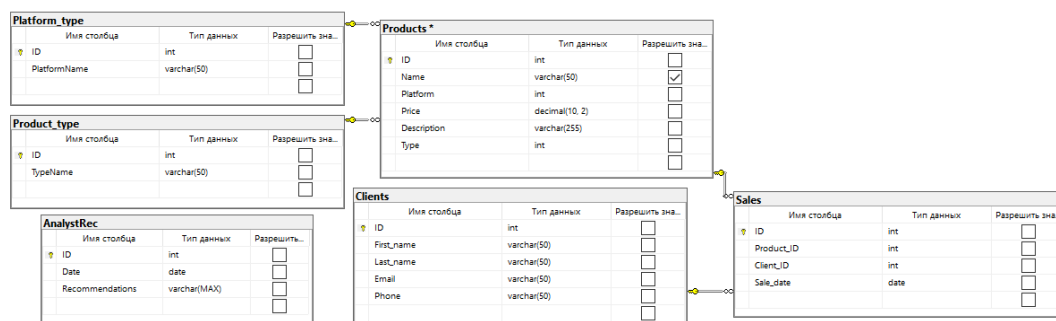 Platform_type
Имя столбца Тип данных Разрешить зна...
ID int
PlatformName varchar(50)
Product_type
Имя столбца Тип данных Разрешить зна...
ID int
TypeName varchar(50)
AnalystRec
Имя столбца Тип данных Разрешить...
ID int
Date date
Recommendations varchar(MAX)
Products *
Имя столбца Тип данных Разрешить зна...
ID int
Name varchar(50)
Platform int
Price decimal(10, 2)
Description varchar(255)
Type int
Clients
Имя столбца Тип данных Разрешить зна...
ID int
First_name varchar(50)
Last_name varchar(50)
Email varchar(50)
Phone varchar(50)
Sales
Имя столбца Тип данных Разрешить зна
ID int
Product_ID int
Client_ID int
Sale_date date